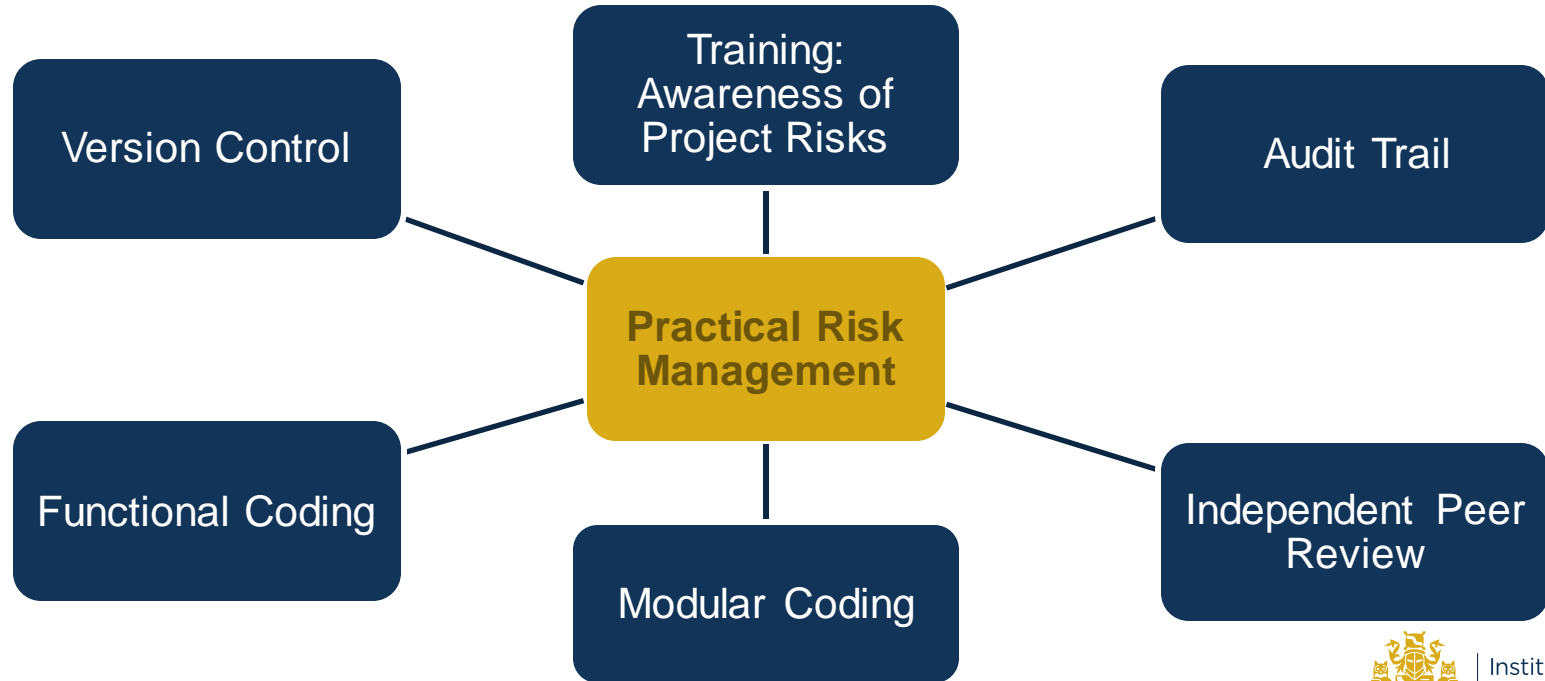 Training:
Awareness of
Project Risks
Version Control
Audit Trail
Practical Risk
Management
Functional Coding
Independent Peer
Review
Modular Coding
Instit